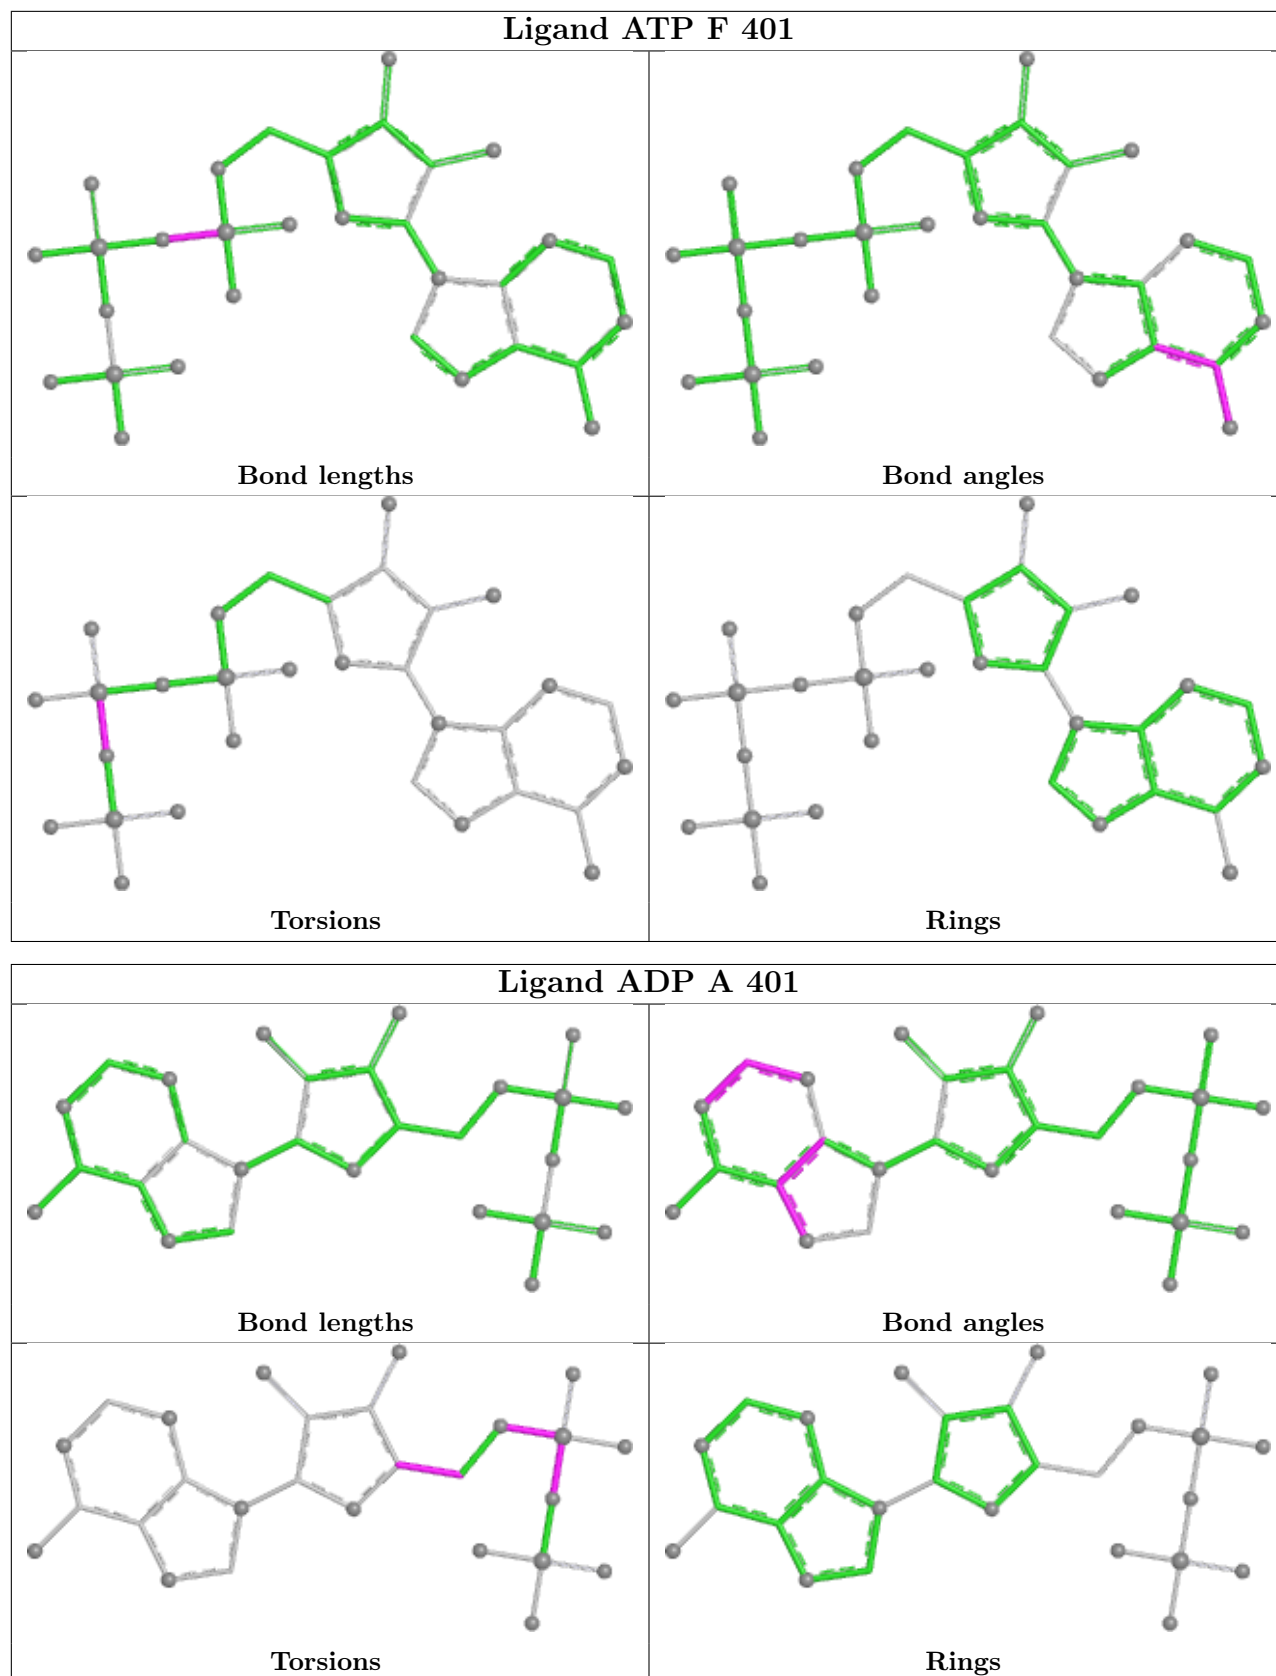 Ligand ATP F 401
Bond lengths
Bond angles
Torsions
Rings
Ligand ADP A 401
Bond lengths
Bond angles
Torsions
Rings